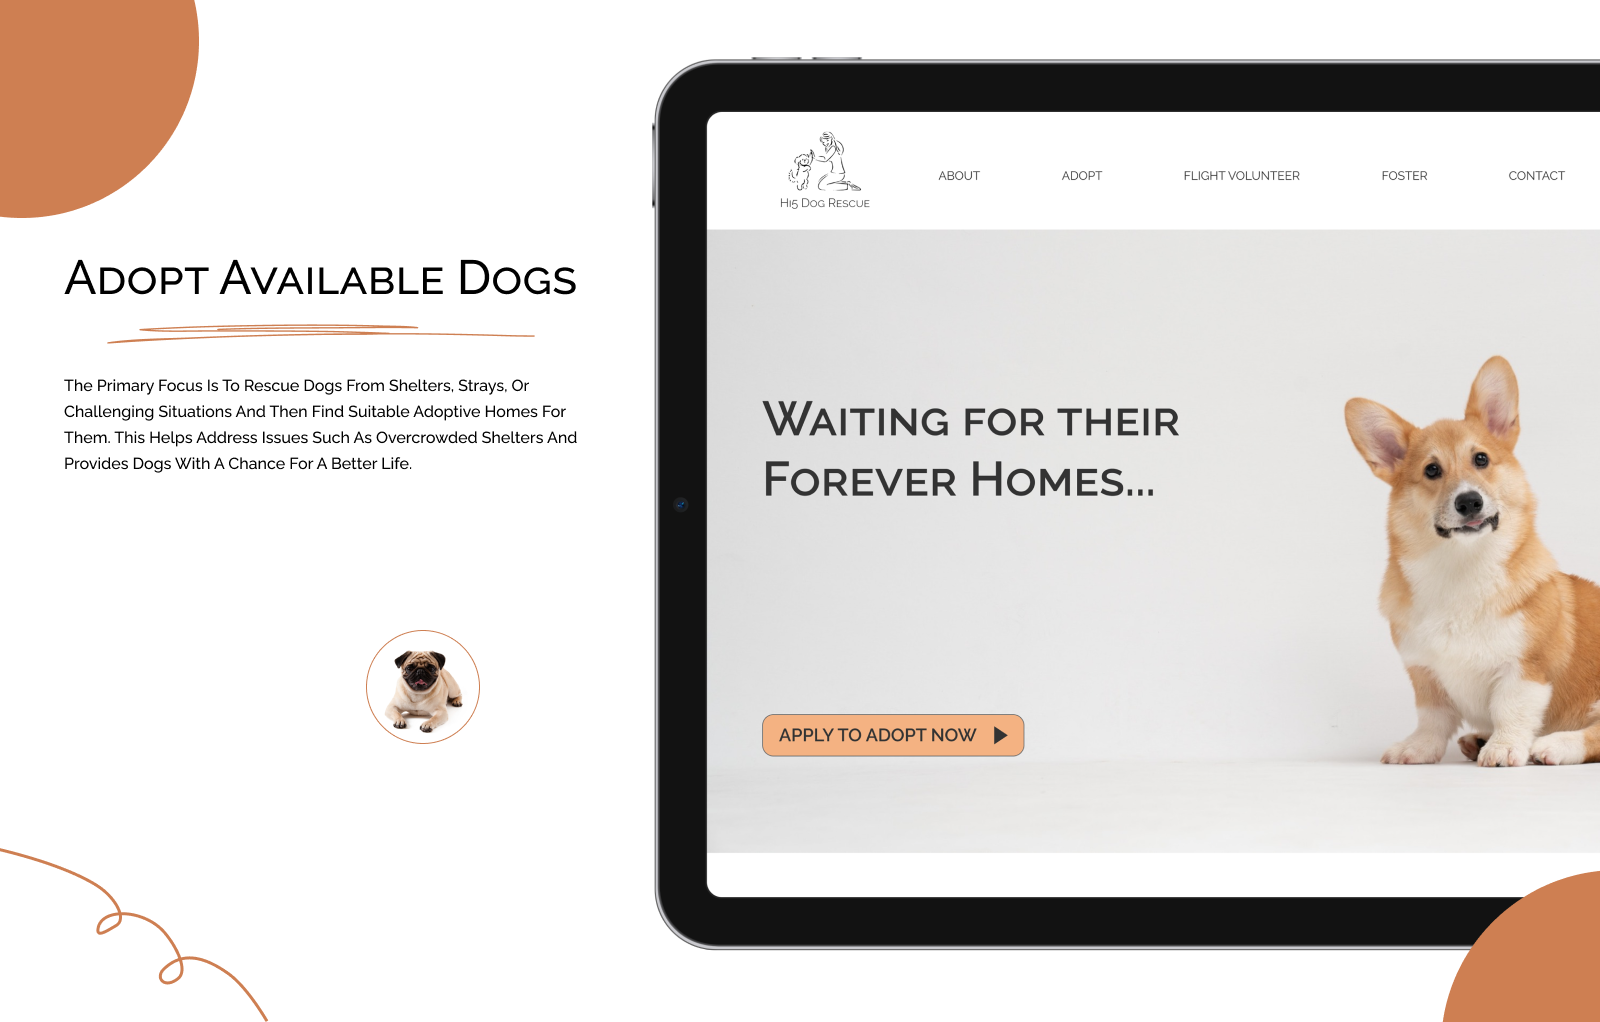 Adopt Available Dogs
The Primary Focus Is To Rescue Dogs From Shelters, Strays, Or
Challenging Situations And Then Find Suitable Adoptive Homes For
Them. This Helps Address Issues Such As Overcrowded Shelters And
Provides Dogs With A Chance For A Better Life.
Hi5 Dog Rescue
ABOUT
ADOPT
FLIGHT VOLUNTEER
FOSTER
CONTACT
Waiting for their
Forever Homes...
APPLY TO ADOPT NOW